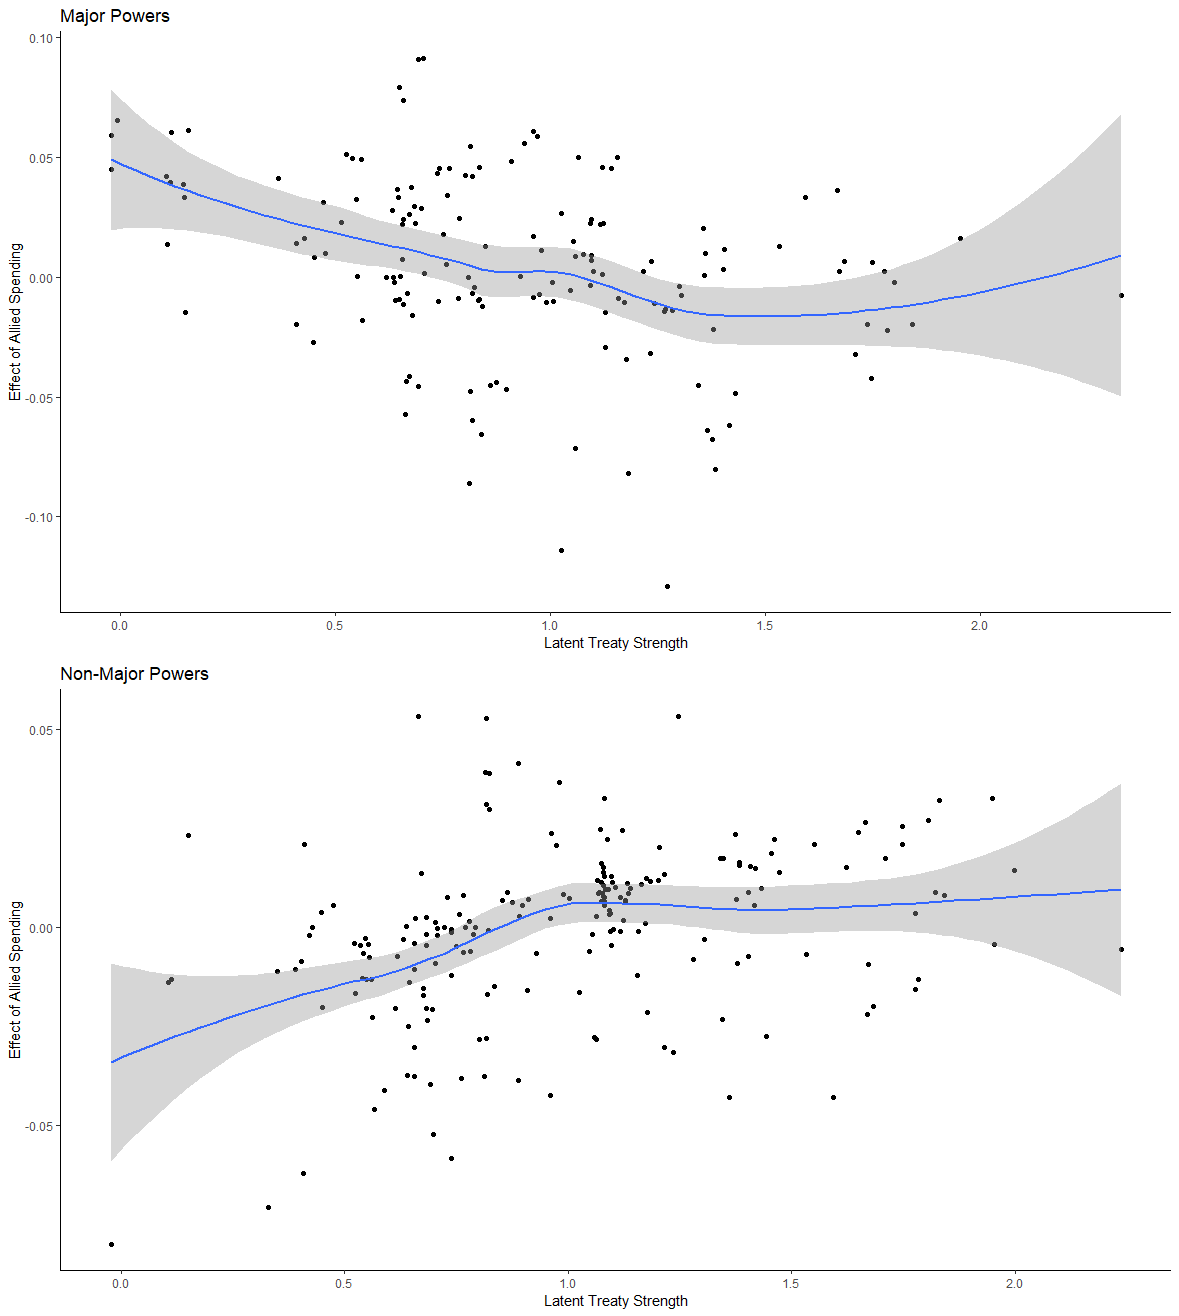 Major Powers
0.10
0.05
0.00
-0.05
-0.10
Effect of Allied Spending
0.0 0.5 1.0 1.5 2.0
Latent Treaty Strength
Non-Major Powers
0.05
0.00
-0.05
Effect of Allied Spending
0.0 0.5 1.0 1.5 2.0
Latent Treaty Strength